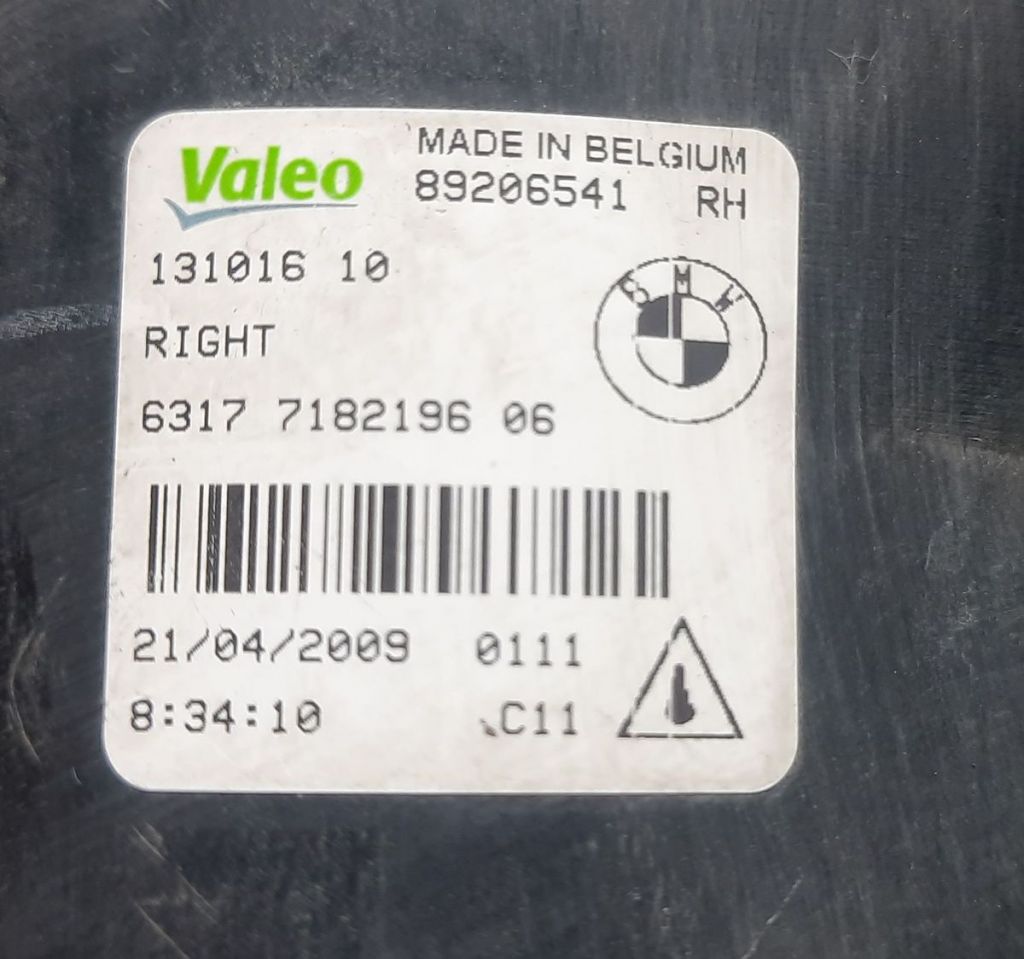 Valeo
MADE IN BELGIUM
89206541 RH
131016 10
RIGHT
BMW
6317 7182196 06
21/04/2009 0111
8:34:10 C11